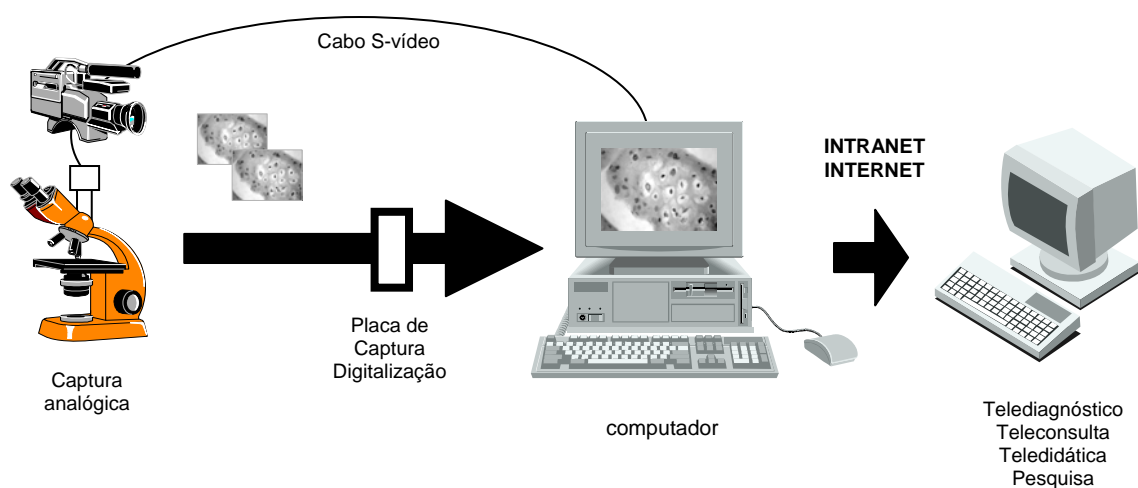 Cabo S-vídeo
INTRANET
INTERNET
Placa de
Captura
Digitalização
Captura
analógica
computador
Telediagnóstico
Teleconsulta
Teledidática
Pesquisa